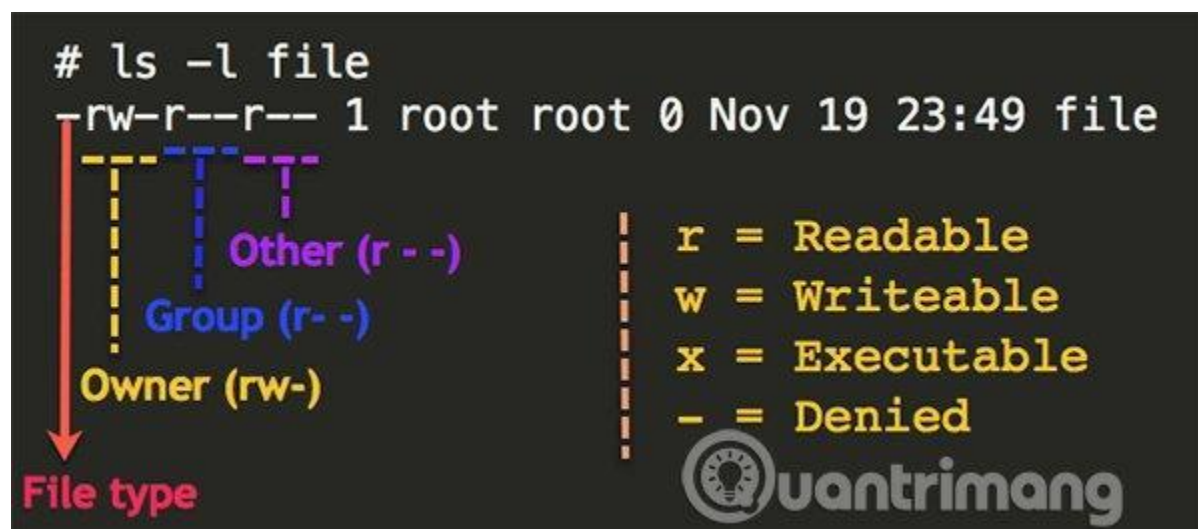 # ls -l file
-rw-r--r-- 1 root root 0 Nov 19 23:49 file
Other (r - -)
Group (r- -)
Owner (rw-)
File type
r = Readable
w = Writeable
x = Executable
- = Denied
Quantrimang